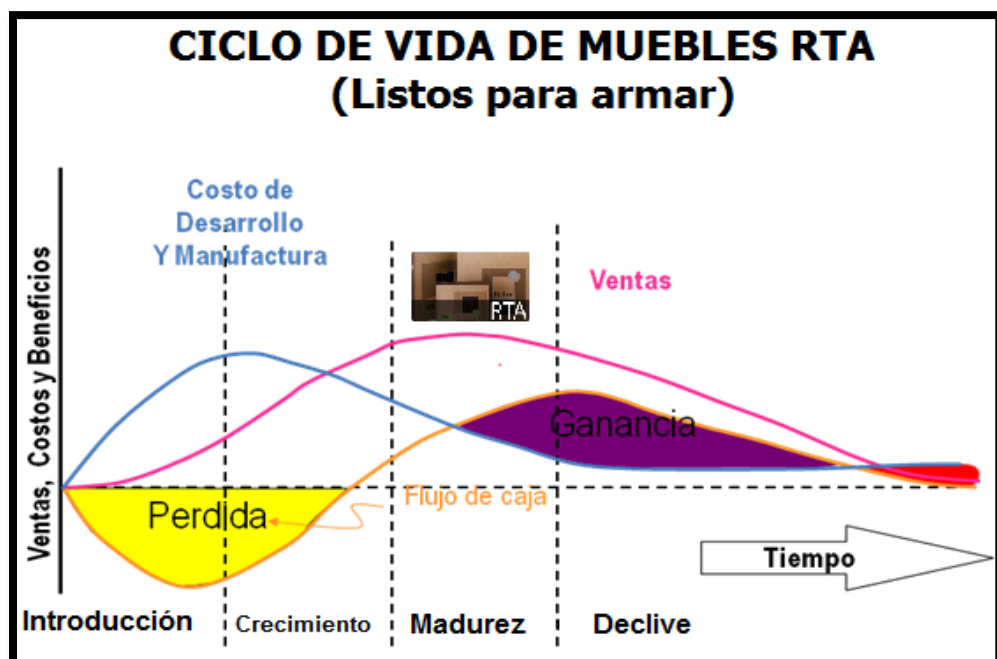 CICLO DE VIDA DE MUEBLES RTA
(Listos para armar)
Costo de
Desarrollo
Y Manufactura
RTA
Ventas
Ventas, Costos y Beneficios
Ganancia
Flujo de caja
Perdida
Tiempo
Introducción
Crecimiento
Madurez
Declive